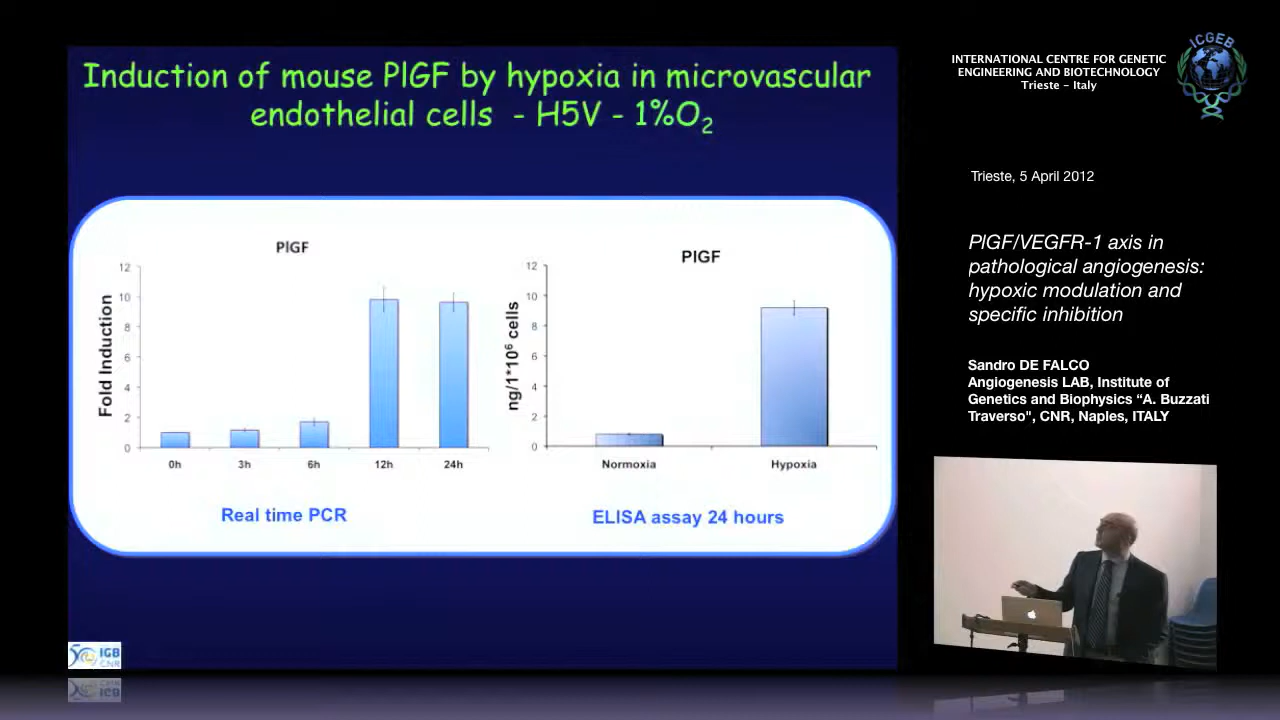 Induction of mouse PlGF by hypoxia in microvascular
endothelial cells - H5V - 1%O₂
PlGF
Fold Induction
12
10
8
6
4
2
0
0h
3h
6h
12h
24h
Real time PCR
PlGF
ng/1*10⁶ cells
12
10
8
6
4
2
0
Normoxia
Hypoxia
ELISA assay 24 hours
50 IGB
CNR
INTERNATIONAL CENTRE FOR GENETIC
ENGINEERING AND BIOTECHNOLOGY
Trieste - Italy
ICGEB
Trieste, 5 April 2012
PlGF/VEGFR-1 axis in
pathological angiogenesis:
hypoxic modulation and
specific inhibition
Sandro DE FALCO
Angiogenesis LAB, Institute of
Genetics and Biophysics “A. Buzzati
Traverso", CNR, Naples, ITALY